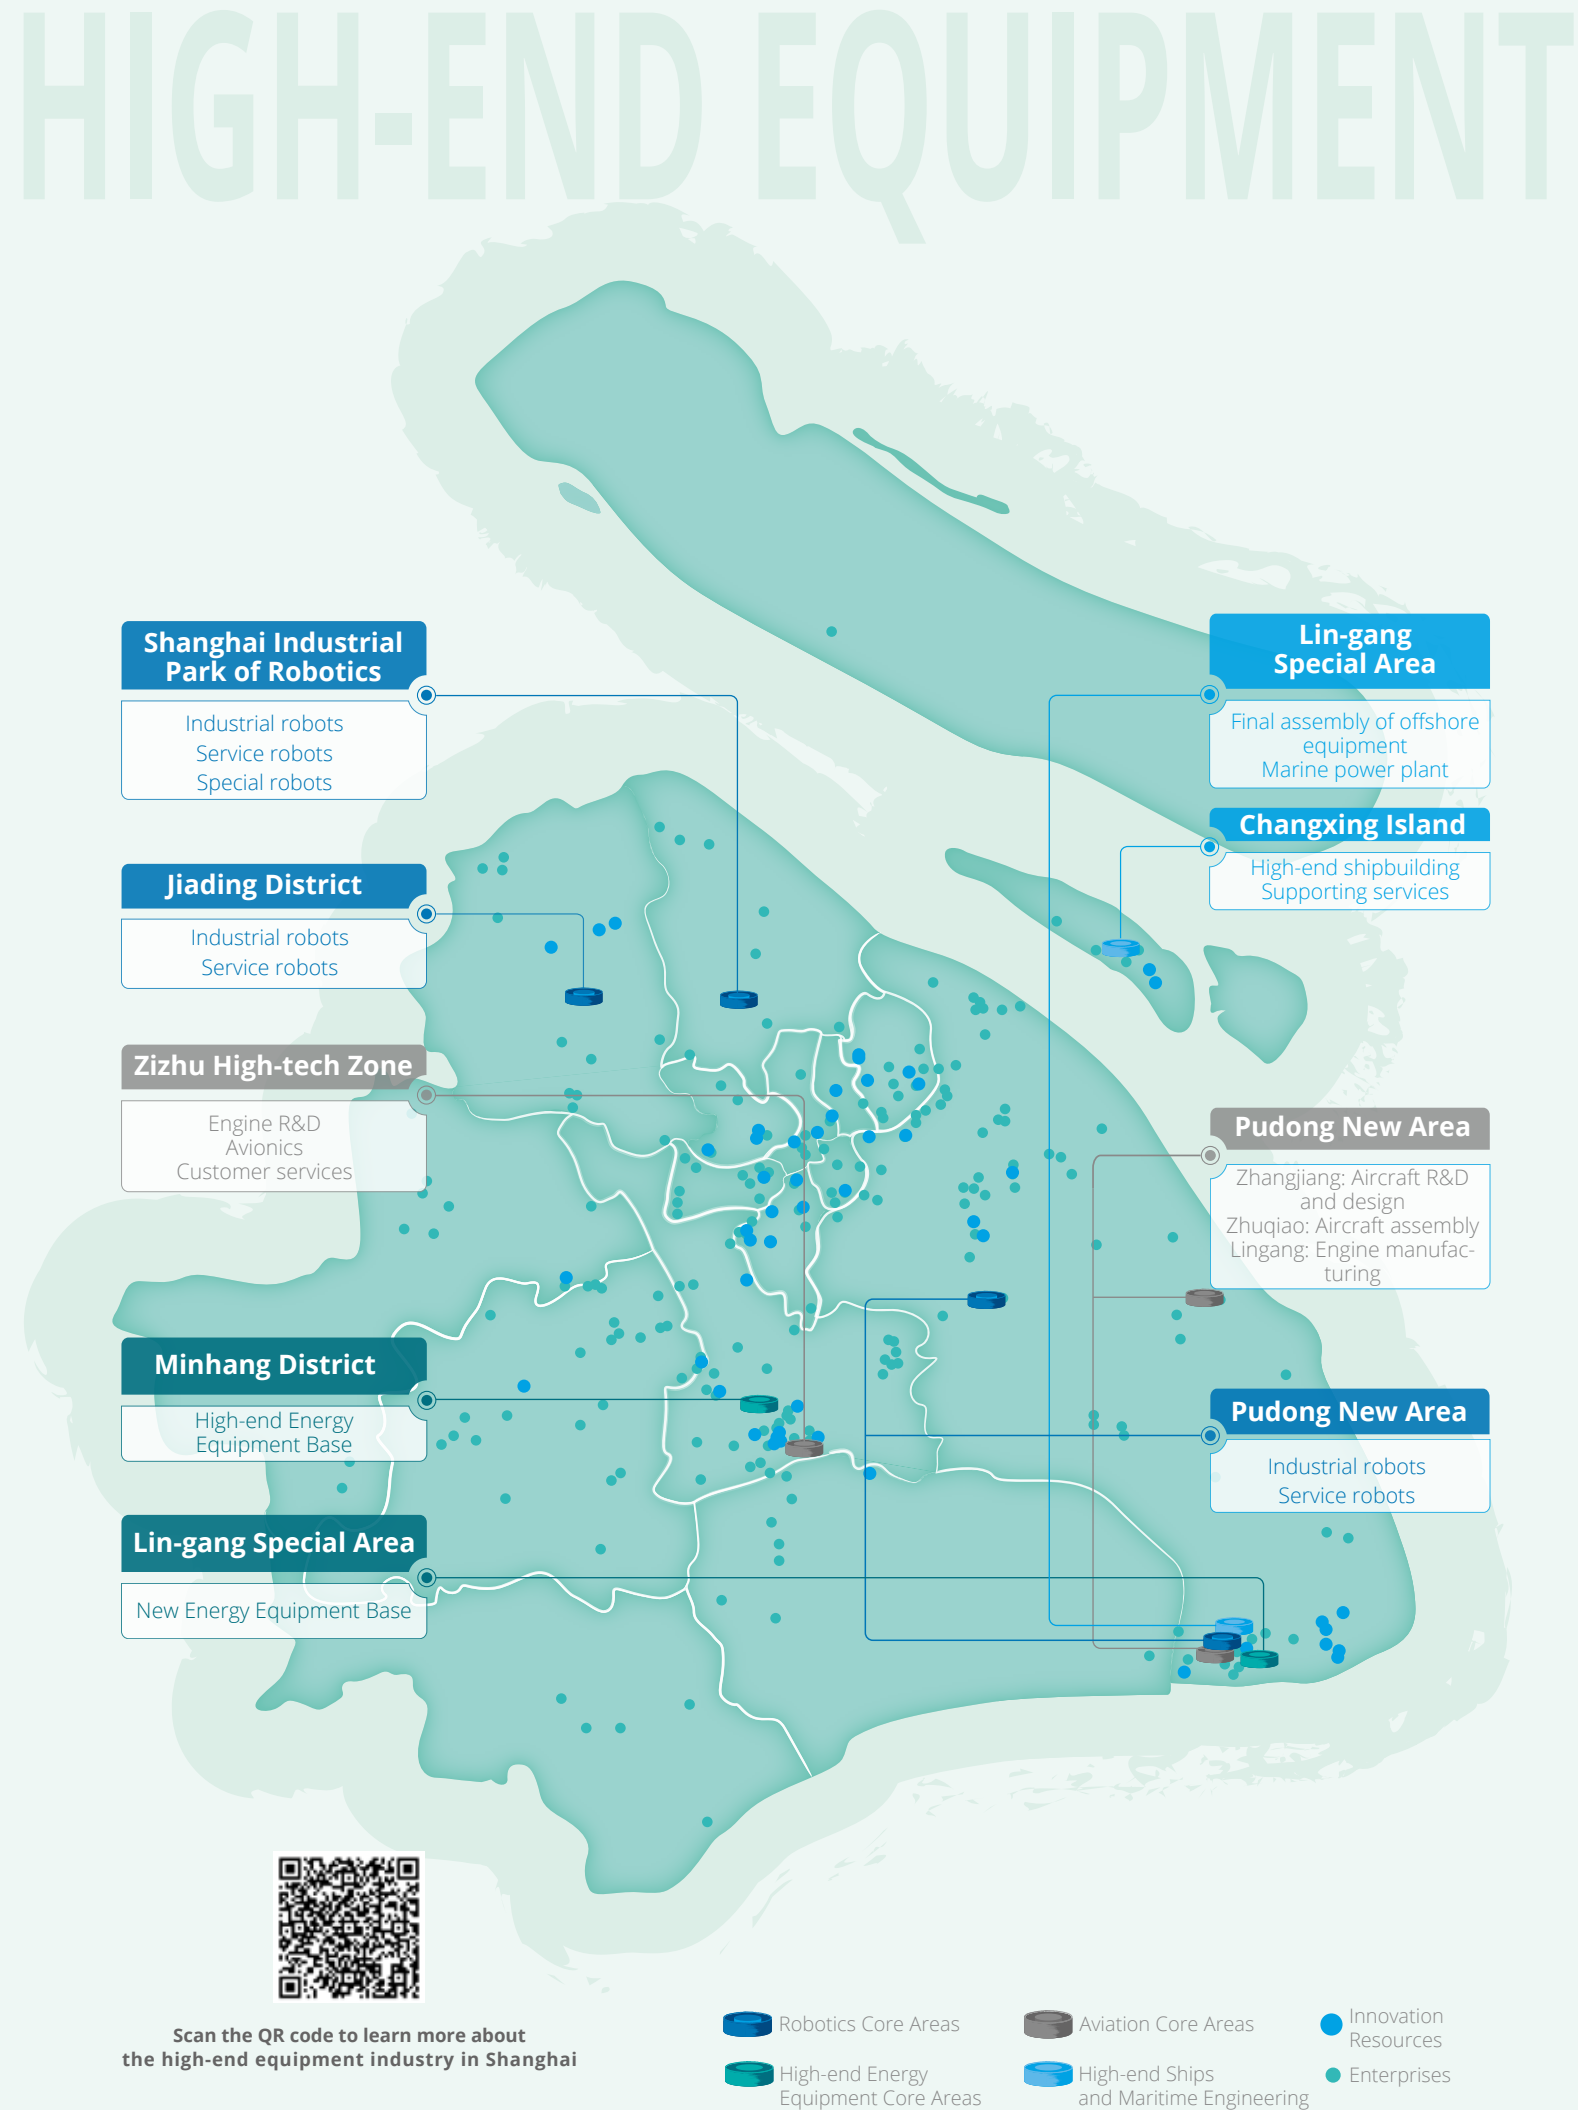 HIGH-END EQUIPMENT
Shanghai Industrial
Park of Robotics
Industrial robots
Service robots
Special robots
Jiading District
Industrial robots
Service robots
Zizhu High-tech Zone
Engine R&D
Avionics
Customer services
Minhang District
High-end Energy
Equipment Base
Lin-gang Special Area
New Energy Equipment Base
Lin-gang
Special Area
Final assembly of offshore
equipment
Marine power plant
Changxing Island
High-end shipbuilding
Supporting services
Pudong New Area
Zhangjiang: Aircraft R&D
and design
Zhuqiao: Aircraft assembly
Lingang: Engine manufac-
turing
Pudong New Area
Industrial robots
Service robots
Scan the QR code to learn more about
the high-end equipment industry in Shanghai
Robotics Core Areas
High-end Energy
Equipment Core Areas
Aviation Core Areas
High-end Ships
and Maritime Engineering
Innovation
Resources
Enterprises